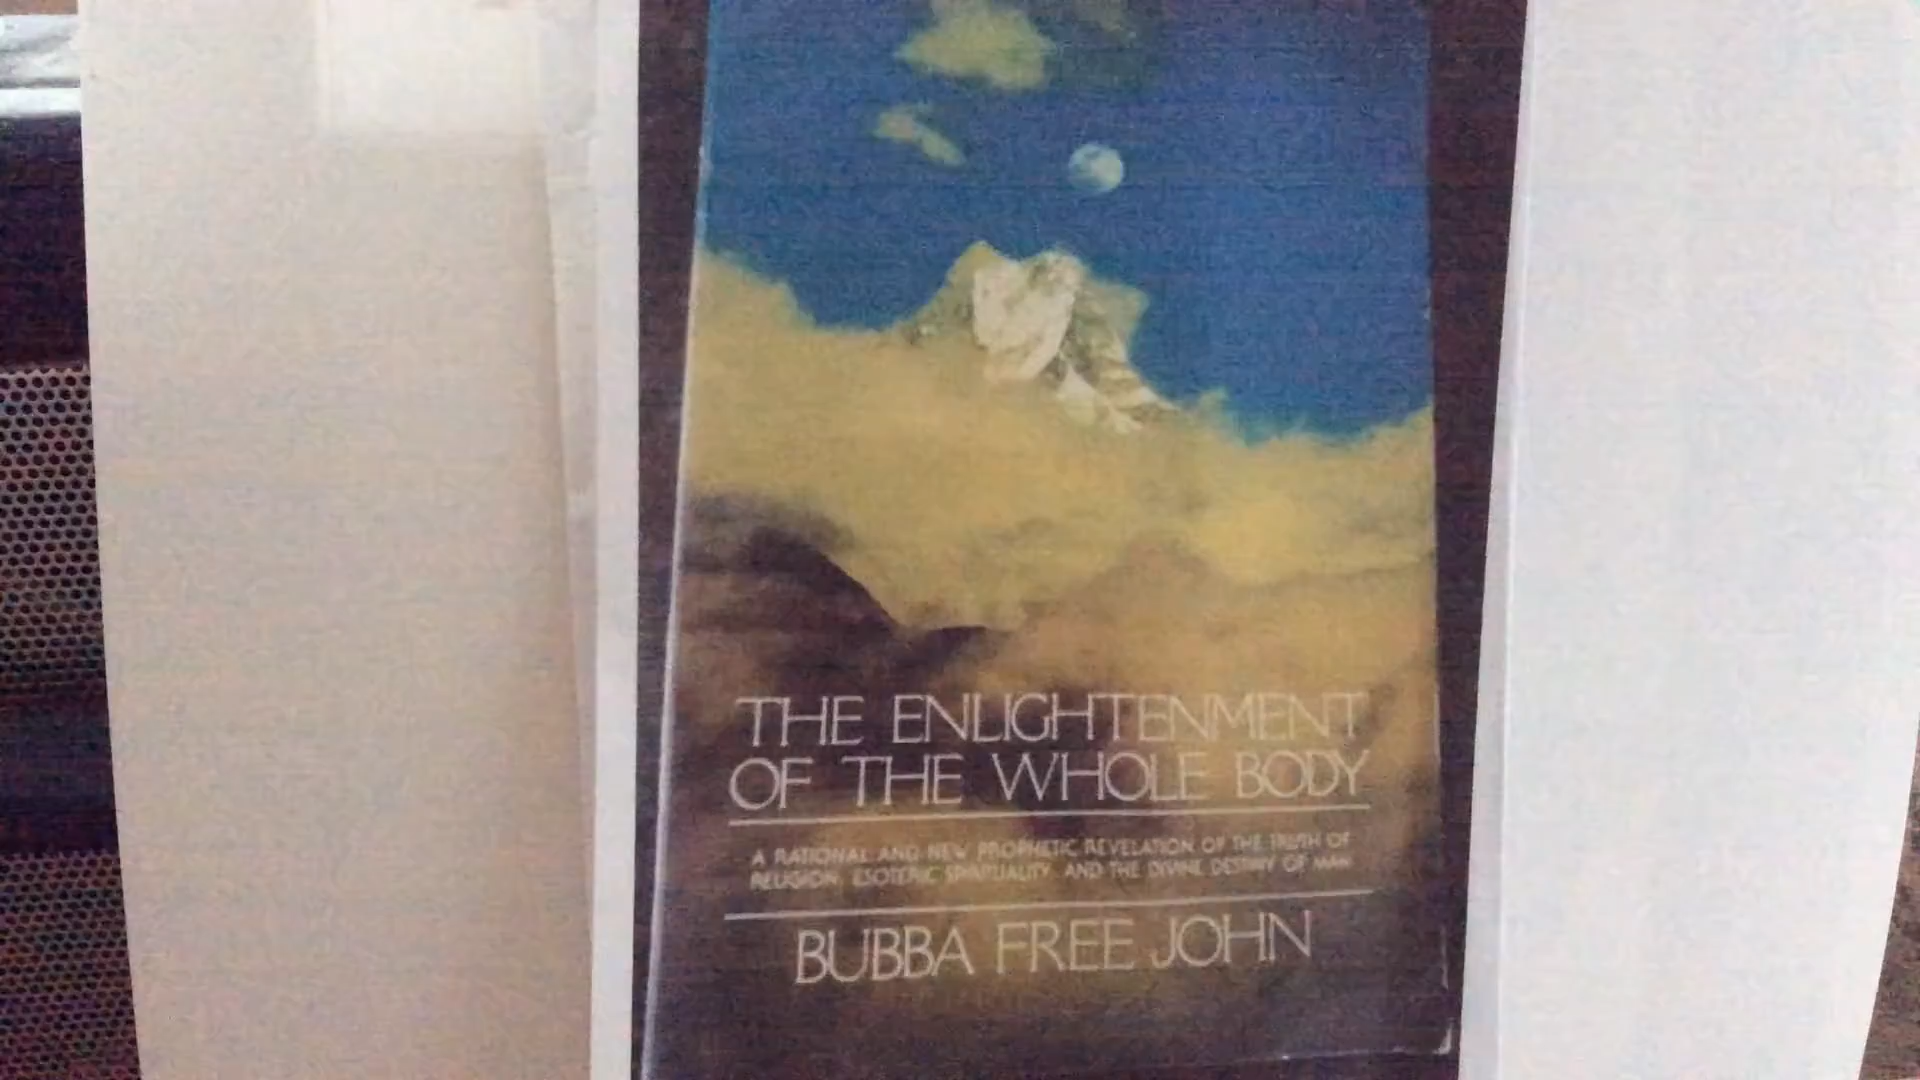 THE ENLIGHTENMENT
OF THE WHOLE BODY
A RATIONAL AND NEW PROPHETIC REVELATION OF THE TRUTH OF
RELIGION, ESOTERIC SPIRITUALITY, AND THE DIVINE DESTINY OF MAN
BUBBA FREE JOHN